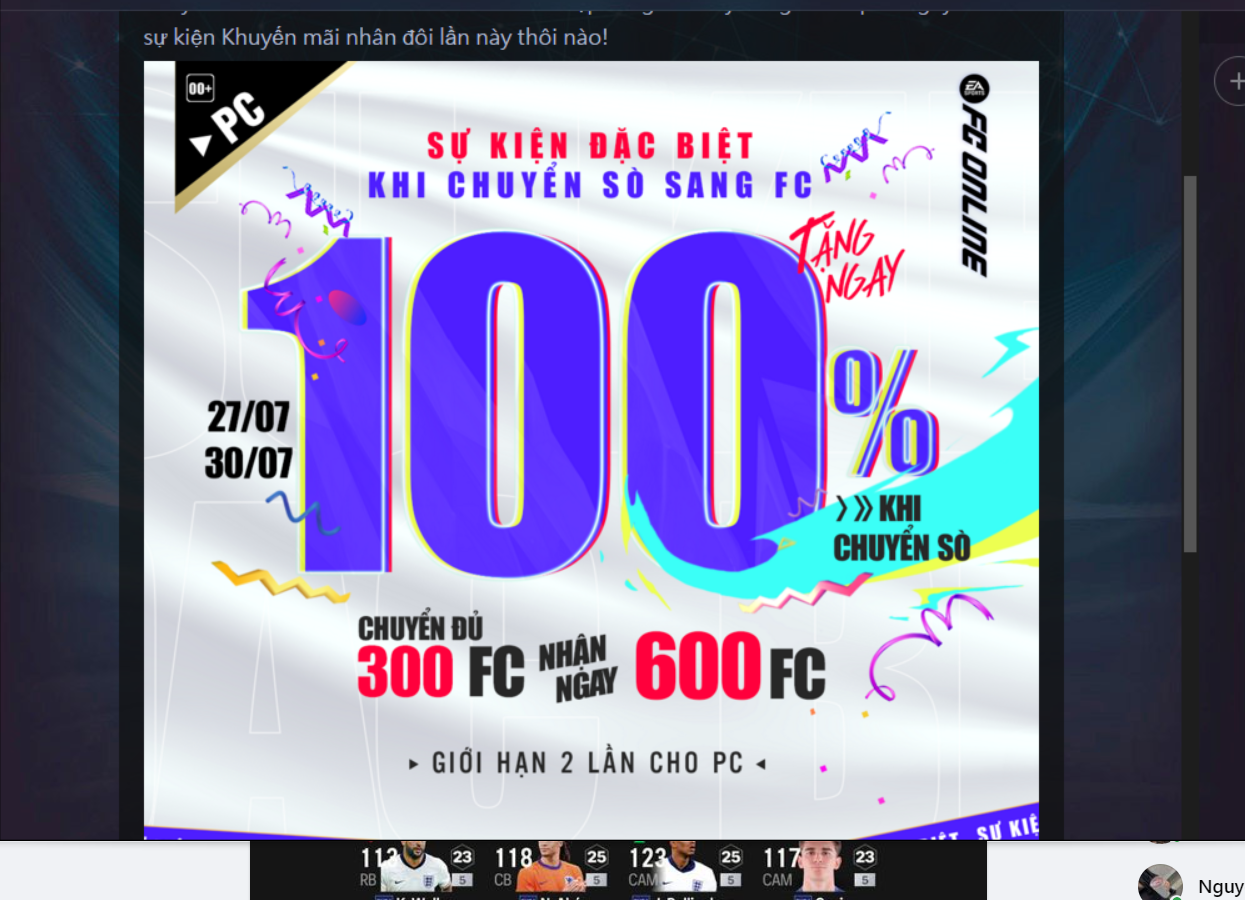 sự kiện Khuyến mãi nhân đôi lần này thôi nào!
00+
PC
EA SPORTS
FC ONLINE
SỰ KIỆN ĐẶC BIỆT
KHI CHUYỂN SÒ SANG FC
TẶNG
NGAY
100%
27/07
30/07
KHI
CHUYỂN SÒ
CHUYỂN ĐỦ
300 FC
NHẬN
NGAY
600 FC
GIỚI HẠN 2 LẦN CHO PC
SỰ KIỆ
113 23 118 25 123 25 117 23
RB 5 CB 5 CAM 5 CAM 5
Nguy